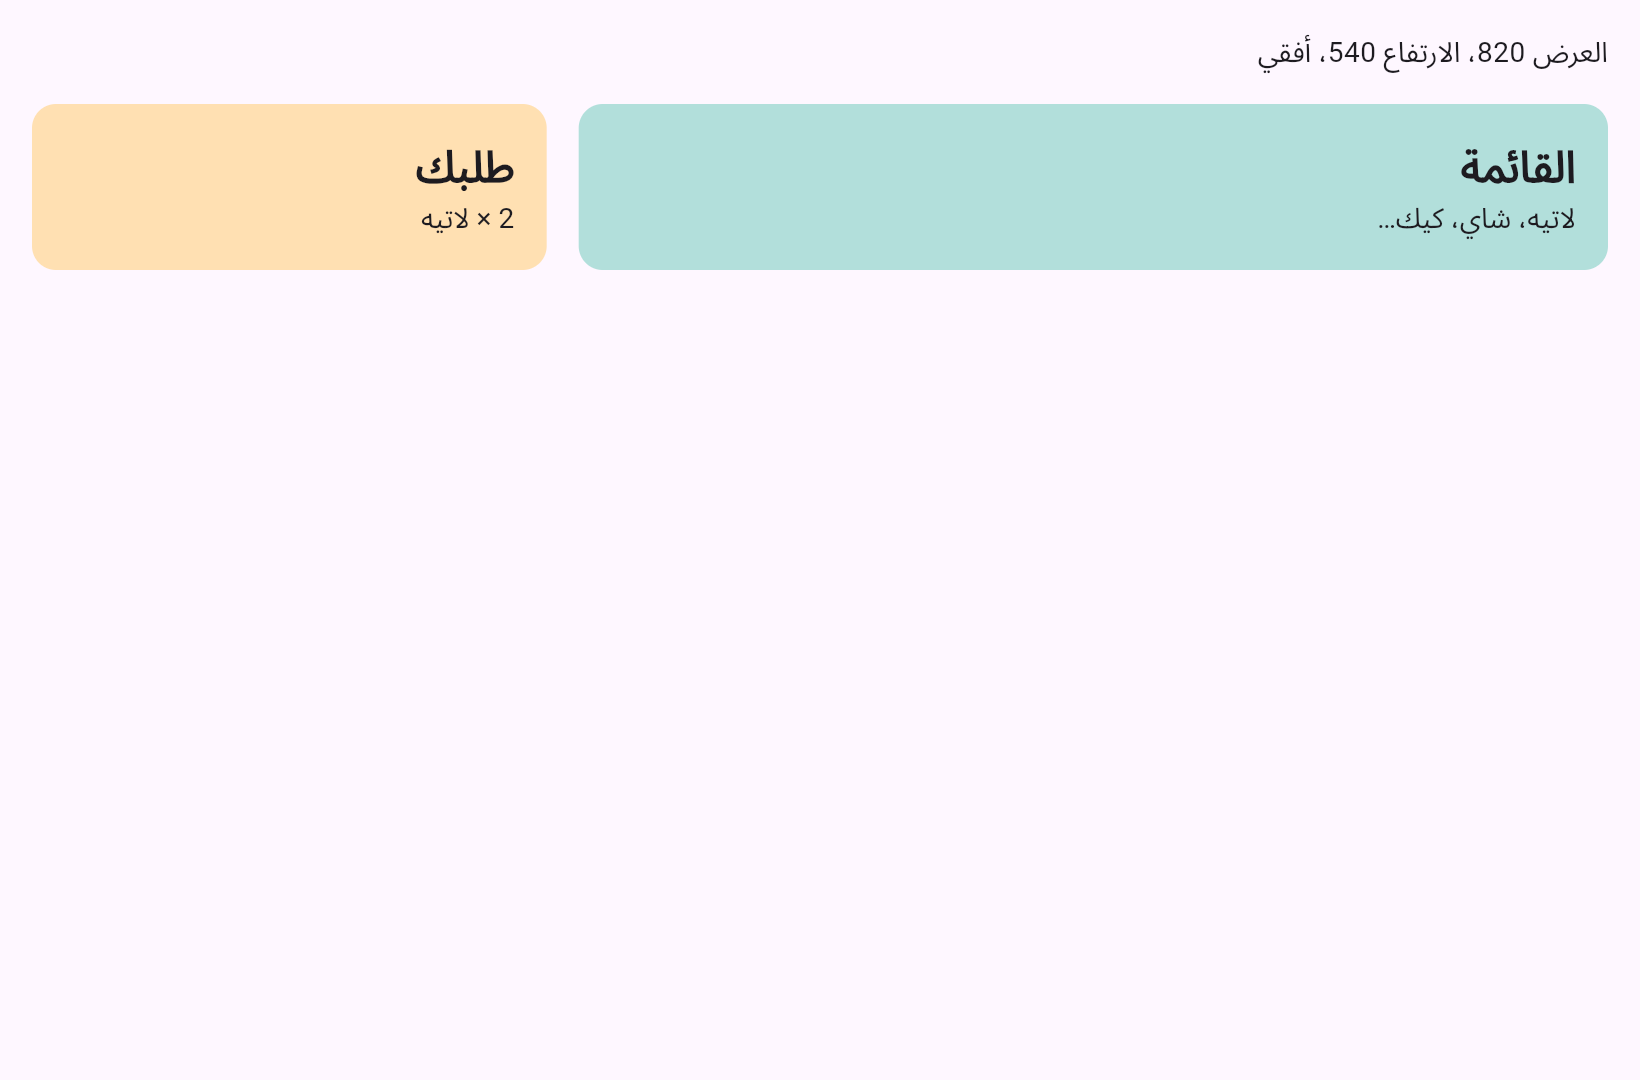 العرض 820، الارتفاع 540، أفقي
القائمة
لاتيه، شاي، كيك...
طلبك
2 × لاتيه